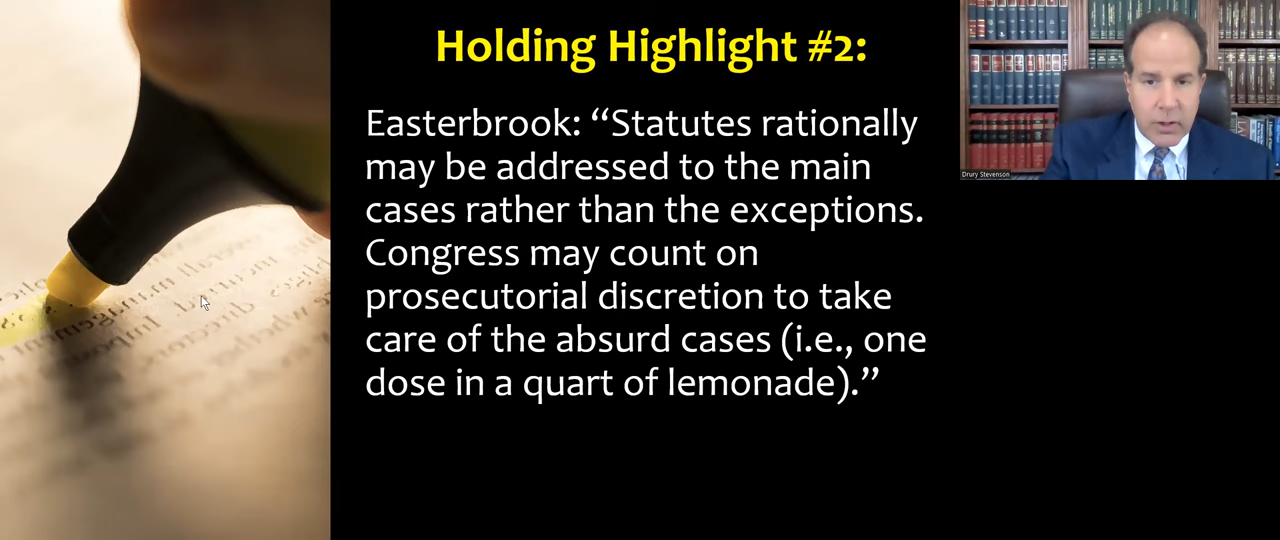 Holding Highlight #2:
Easterbrook: “Statutes rationally
may be addressed to the main
cases rather than the exceptions.
Congress may count on
prosecutorial discretion to take
care of the absurd cases (i.e., one
dose in a quart of lemonade).”
Drury Stevenson